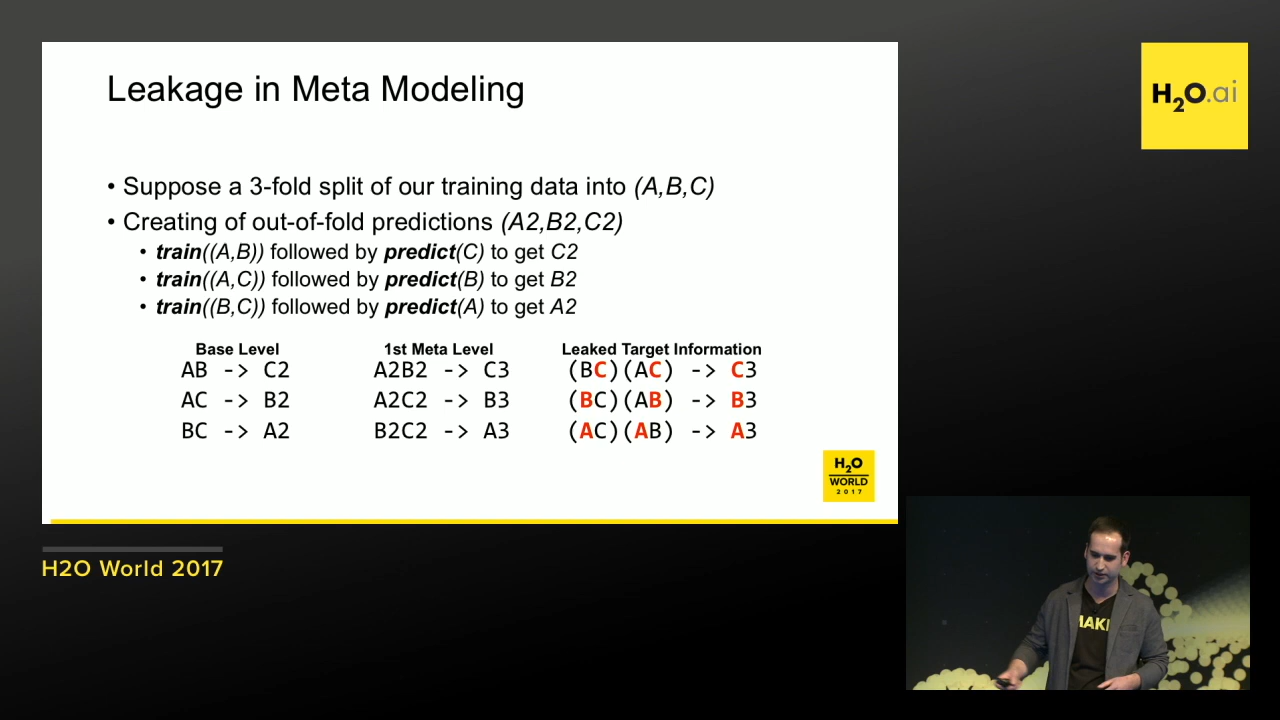 Leakage in Meta Modeling
• Suppose a 3-fold split of our training data into (A,B,C)
• Creating of out-of-fold predictions (A2,B2,C2)
• train((A,B)) followed by predict(C) to get C2
• train((A,C)) followed by predict(B) to get B2
• train((B,C)) followed by predict(A) to get A2
Base Level 1st Meta Level Leaked Target Information
AB -> C2 A2B2 -> C3 (BC)(AC) -> C3
AC -> B2 A2C2 -> B3 (BC)(AB) -> B3
BC -> A2 B2C2 -> A3 (AC)(AB) -> A3
H2O
WORLD
2017
H2O.ai
H2O World 2017
MAKE